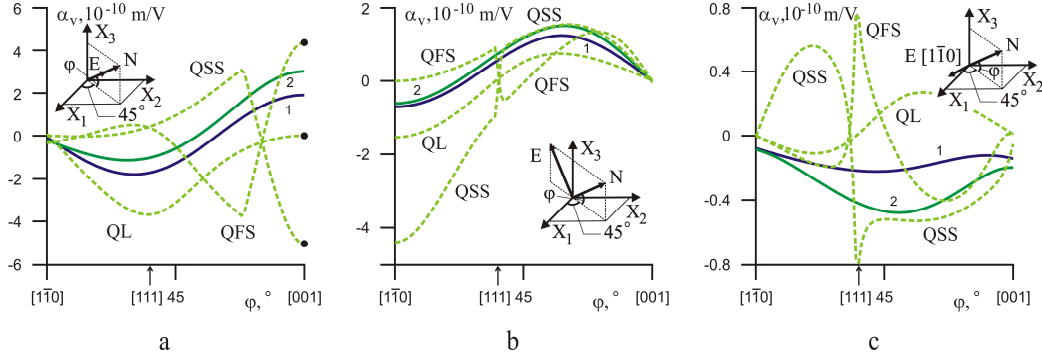 α_v, 10⁻¹⁰ m/V
6
4
2
0
-2
-4
-6
X₃
E
N
φ
X₂
X₁
45°
QSS
2
1
QL
QFS
[11̄0]
[111] 45
φ, °
[001]
a
α_v, 10⁻¹⁰ m/V
2
0
-2
-4
QSS
QFS
1
2
QFS
QL
QSS
X₃
E
N
φ
X₂
X₁
45°
[11̄0]
[111] 45
φ, °
[001]
b
α_v, 10⁻¹⁰ m/V
0.8
0.4
0
-0.4
-0.8
QFS
QSS
QL
1
2
QSS
X₃
N
E [11̄0]
φ
X₁
X₂
45°
[11̄0]
[111] 45
φ, °
[001]
c